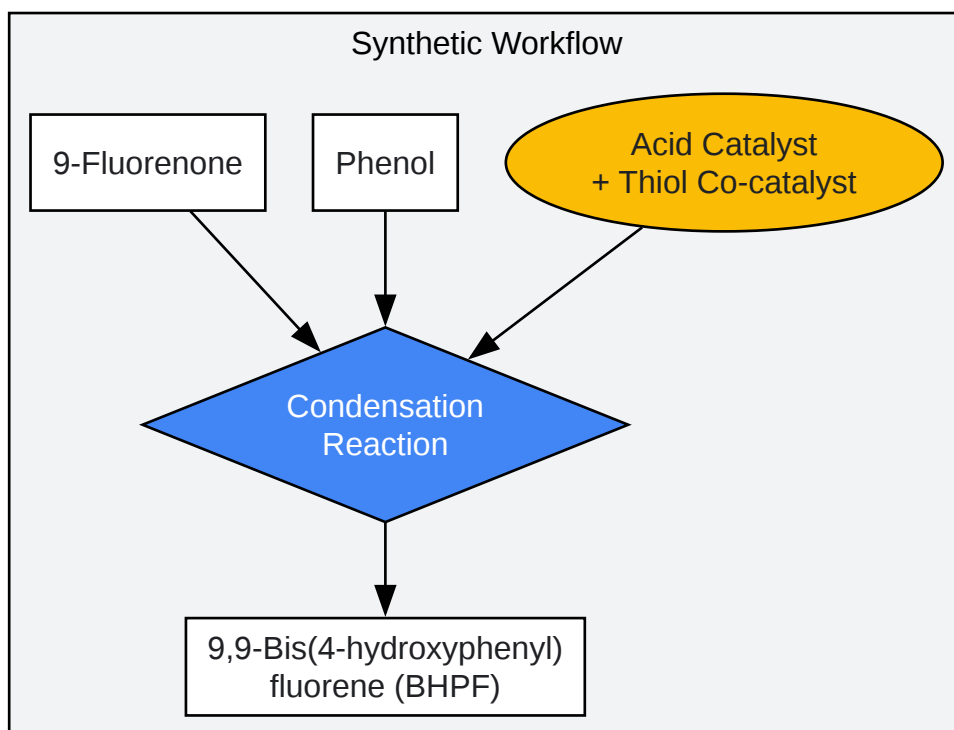 Synthetic Workflow
9-Fluorenone
Phenol
Acid Catalyst
+ Thiol Co-catalyst
Condensation
Reaction
9,9-Bis(4-hydroxyphenyl)
fluorene (BHPF)